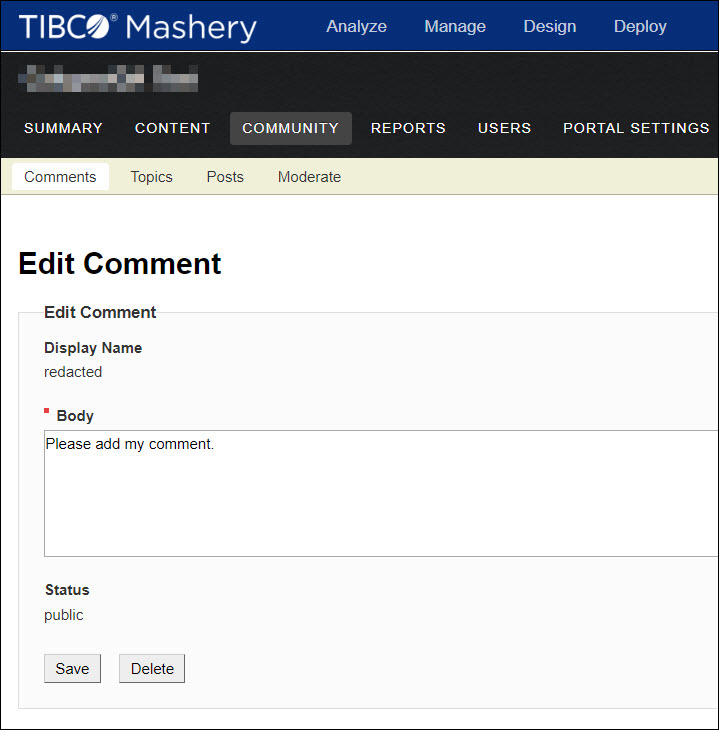 TIBCO® Mashery Analyze Manage Design Deploy
SUMMARY CONTENT COMMUNITY REPORTS USERS PORTAL SETTINGS
Comments Topics Posts Moderate
Edit Comment
Edit Comment
Display Name
redacted
Body
Please add my comment.
Status
public
Save Delete